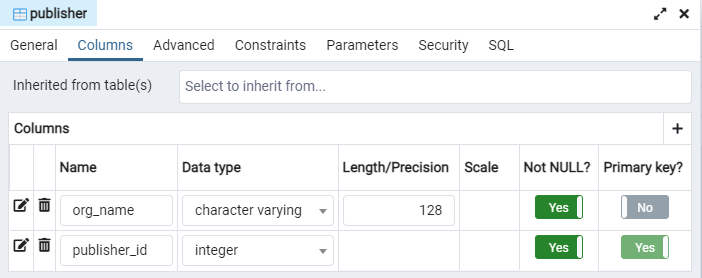 publisher
General Columns Advanced Constraints Parameters Security SQL
Inherited from table(s) Select to inherit from...
Columns
Name Data type Length/Precision Scale Not NULL? Primary key?
org_name character varying 128 Yes No
publisher_id integer Yes Yes